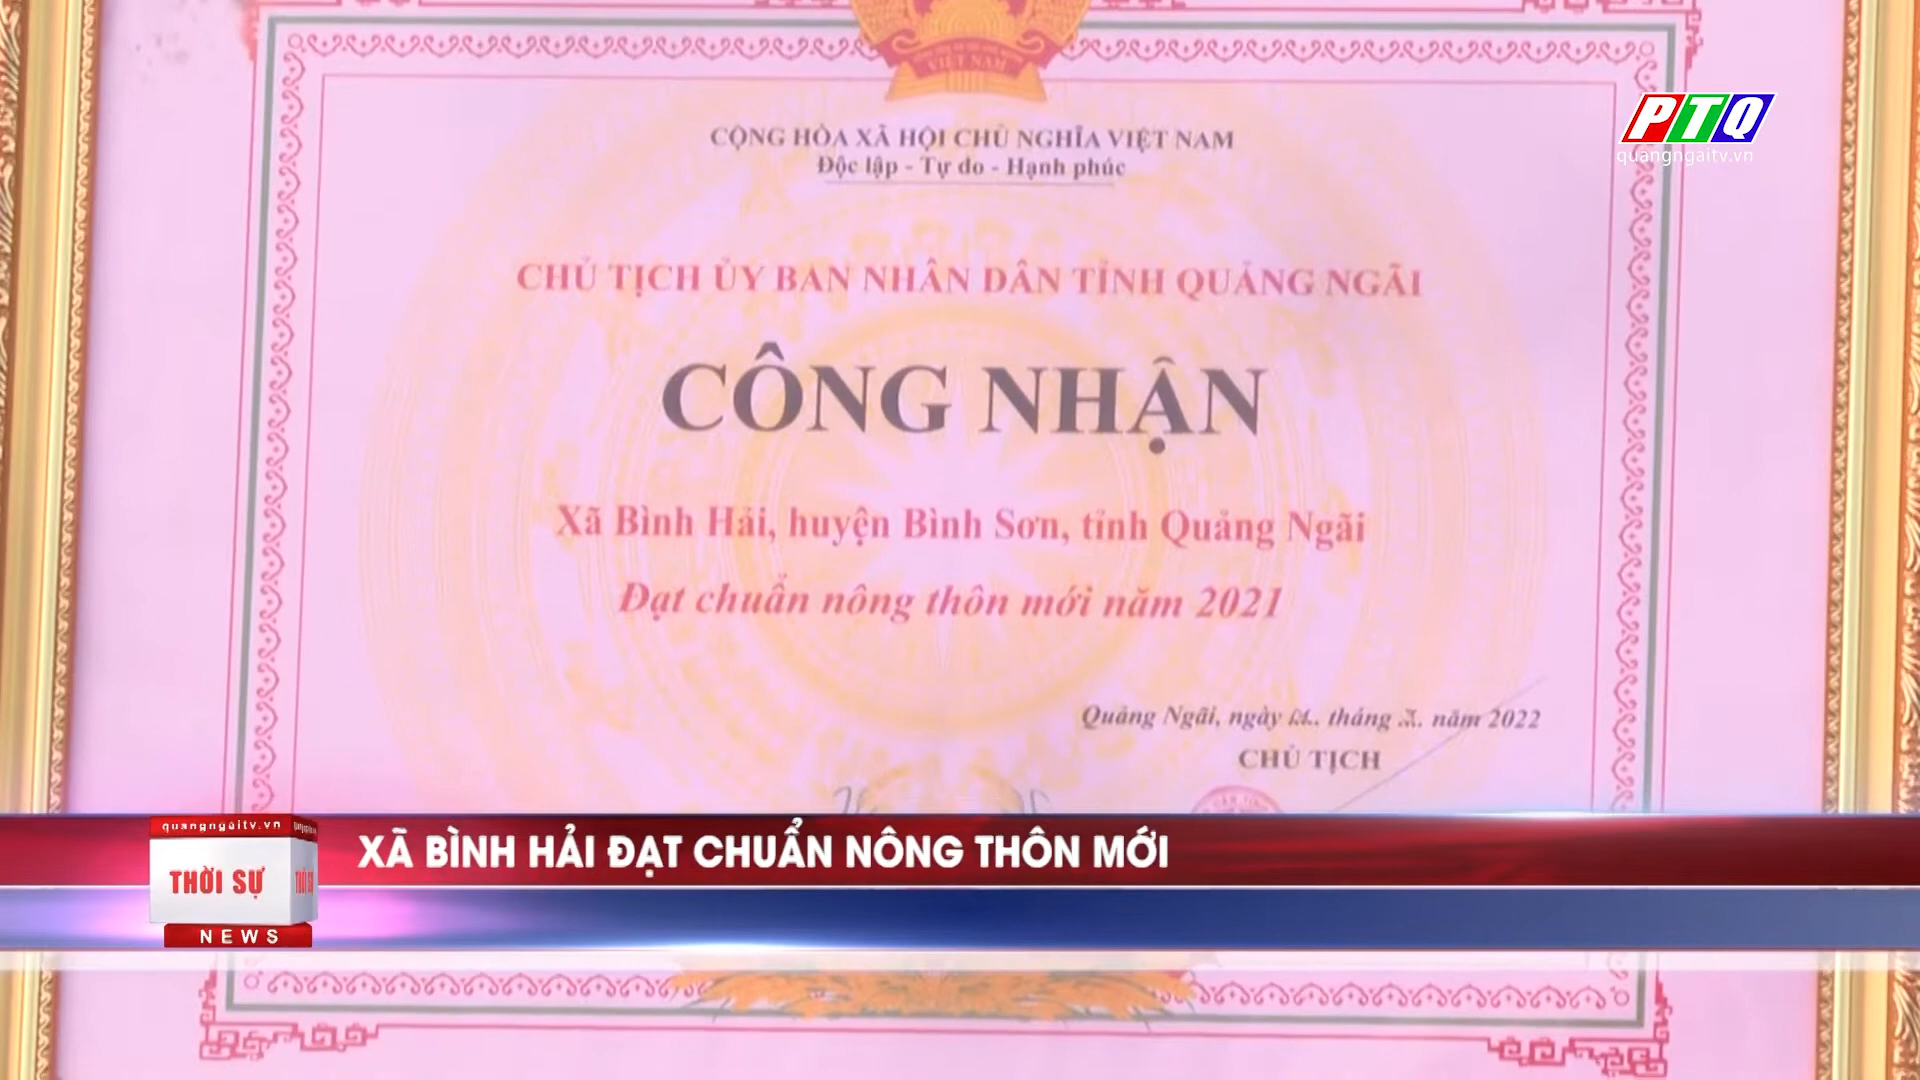 VIỆT NAM
CỘNG HÒA XÃ HỘI CHỦ NGHĨA VIỆT NAM
Độc lập - Tự do - Hạnh phúc
PTQ
quangngaitv.vn
CHỦ TỊCH ỦY BAN NHÂN DÂN TỈNH QUẢNG NGÃI
CÔNG NHẬN
Xã Bình Hải, huyện Bình Sơn, tỉnh Quảng Ngãi
Đạt chuẩn nông thôn mới năm 2021
Quảng Ngãi, ngày tháng năm 2022
CHỦ TỊCH
quangngaitv.vn
THỜI SỰ
NEWS
XÃ BÌNH HẢI ĐẠT CHUẨN NÔNG THÔN MỚI